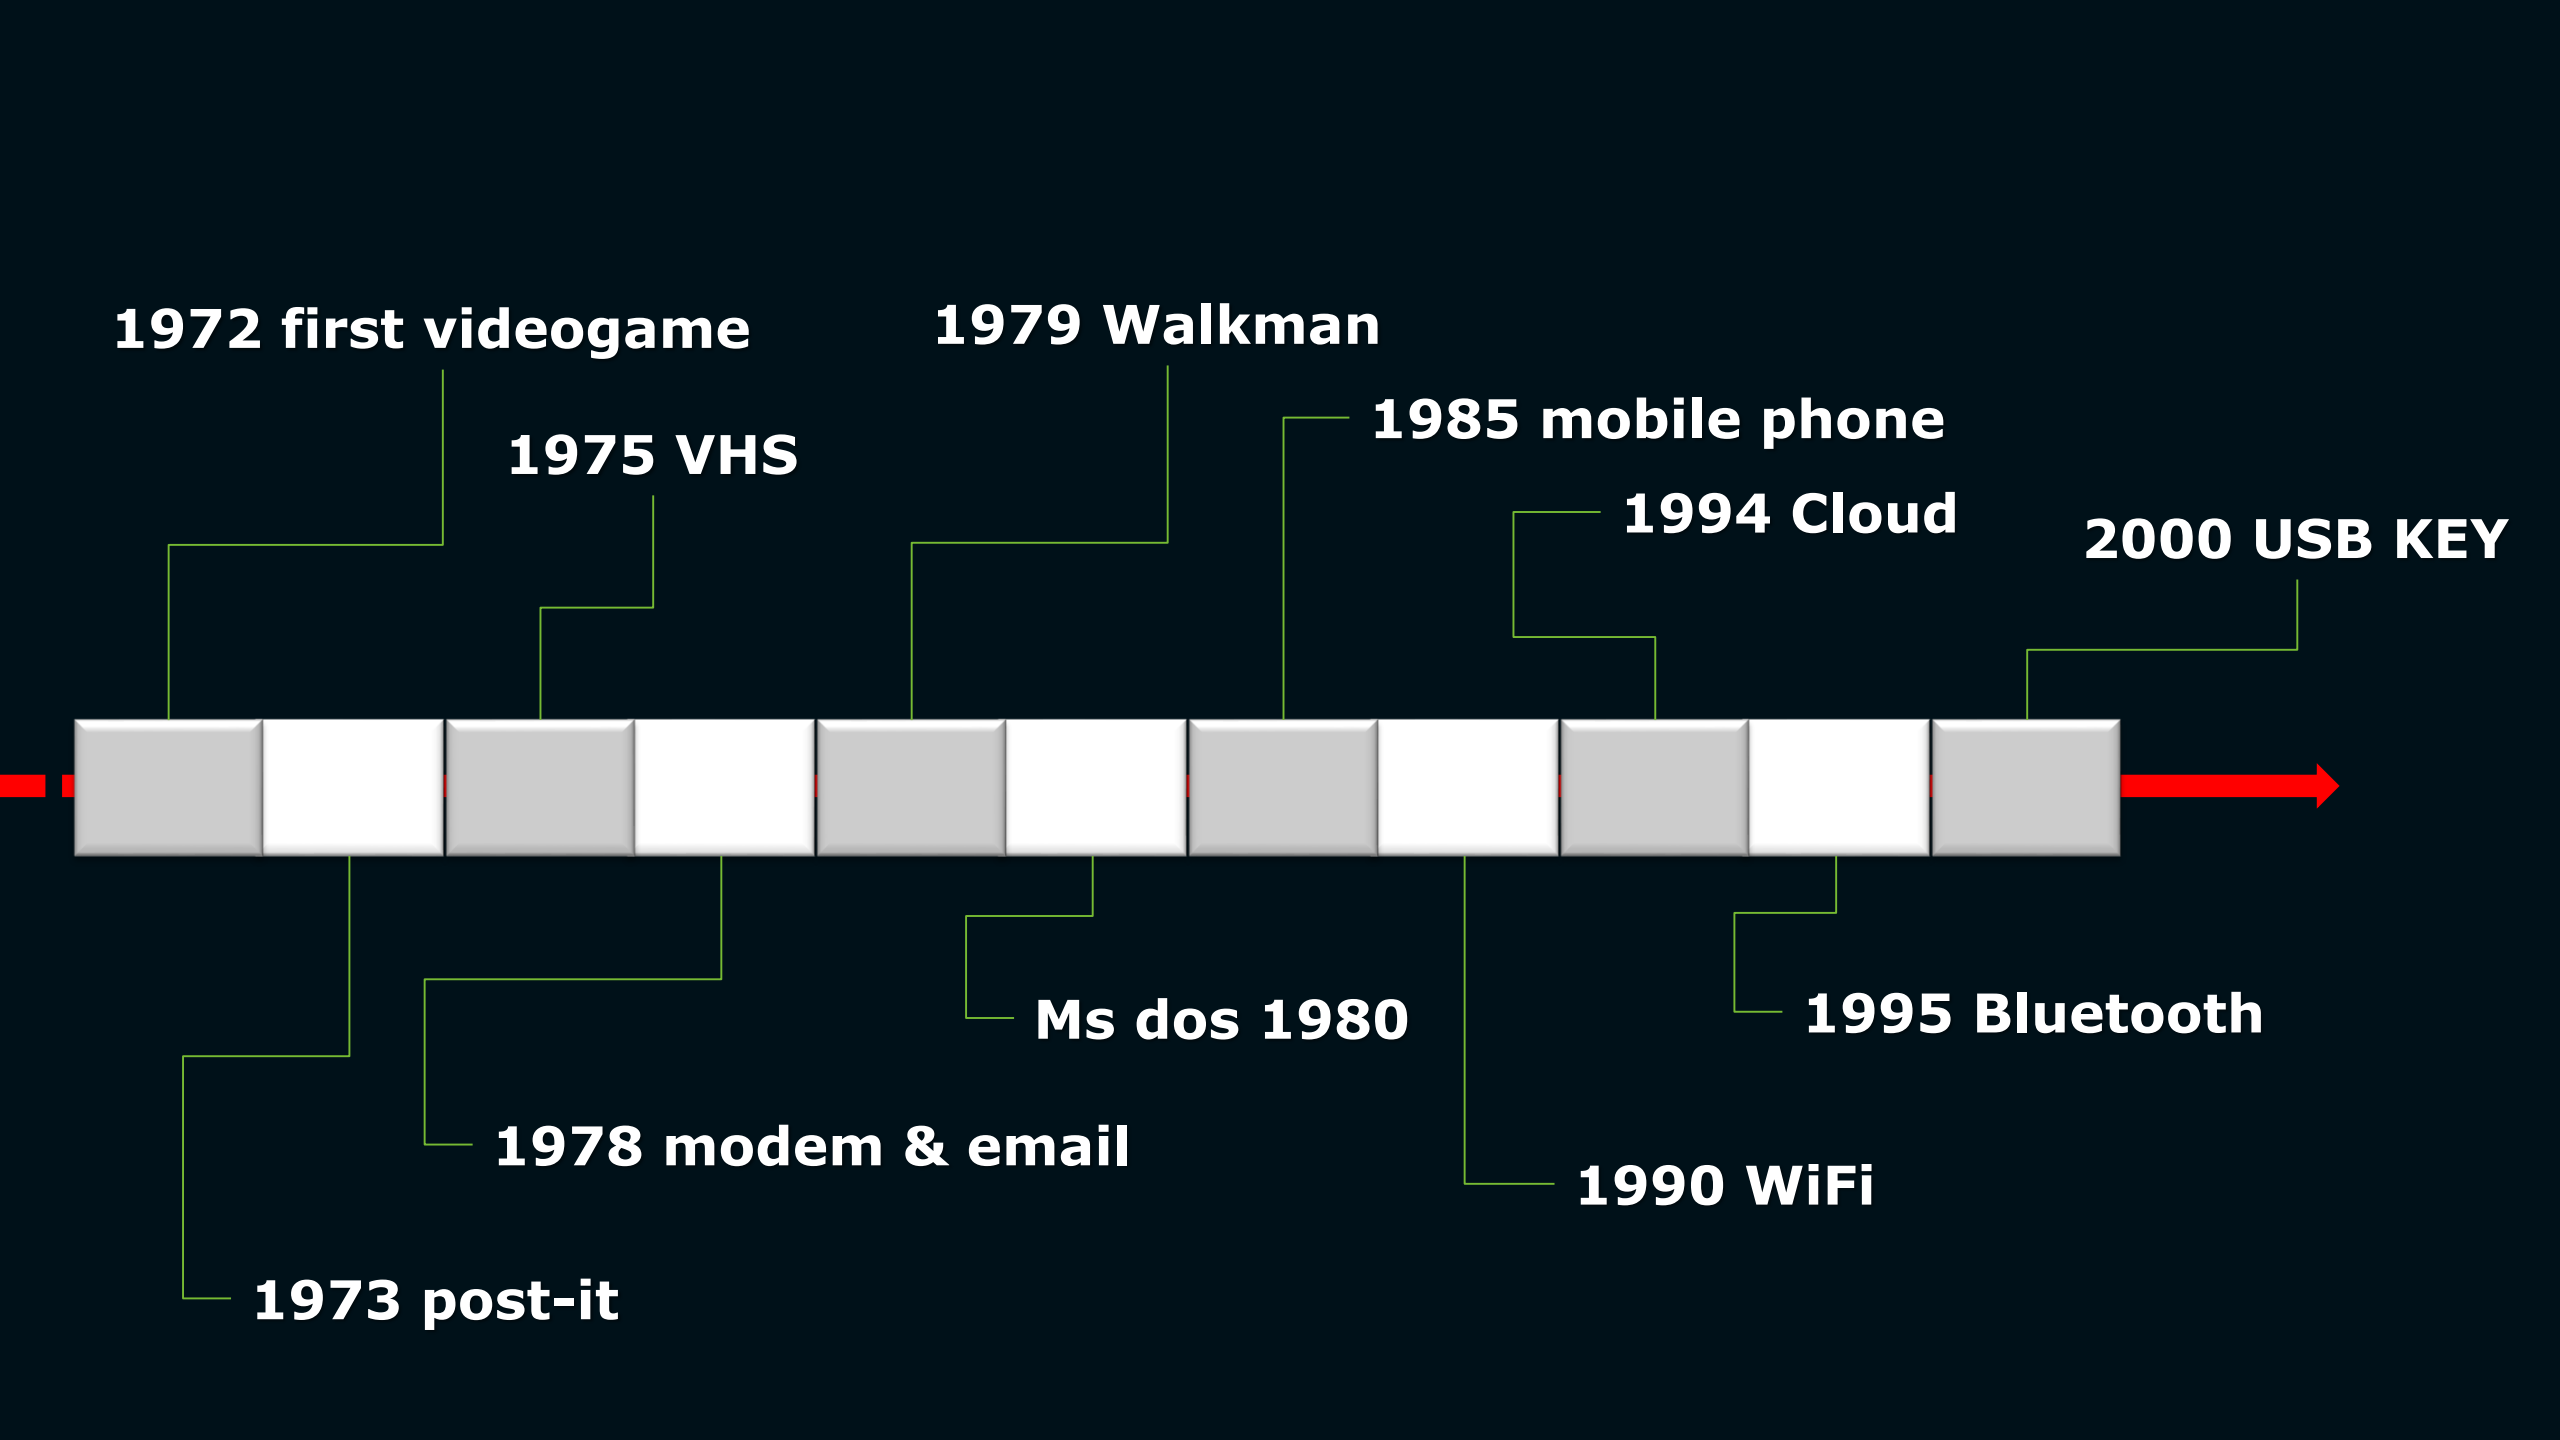 1972 first videogame
1979 Walkman
1985 mobile phone
1975 VHS
1994 Cloud
2000 USB KEY
Ms dos 1980
1995 Bluetooth
1978 modem & email
1990 WiFi
1973 post-it